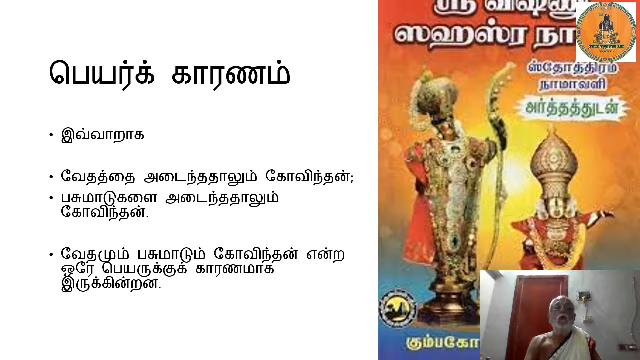 பெயர்க் காரணம்
• இவ்வாறாக
• வேதத்தை அடைந்ததாலும் கோவிந்தன்;
• பசுமாடுகளை அடைந்ததாலும்
கோவிந்தன்.
• வேதமும் பசுமாடும் கோவிந்தன் என்ற
ஒரே பெயருக்குக் காரணமாக
இருக்கின்றன.
ஸ்ரீ விஷ்ணு
ஸஹஸ்ர நா
ஸ்தோத்திரம்
நாமாவளி
அர்த்தத்துடன்
கும்பகோ